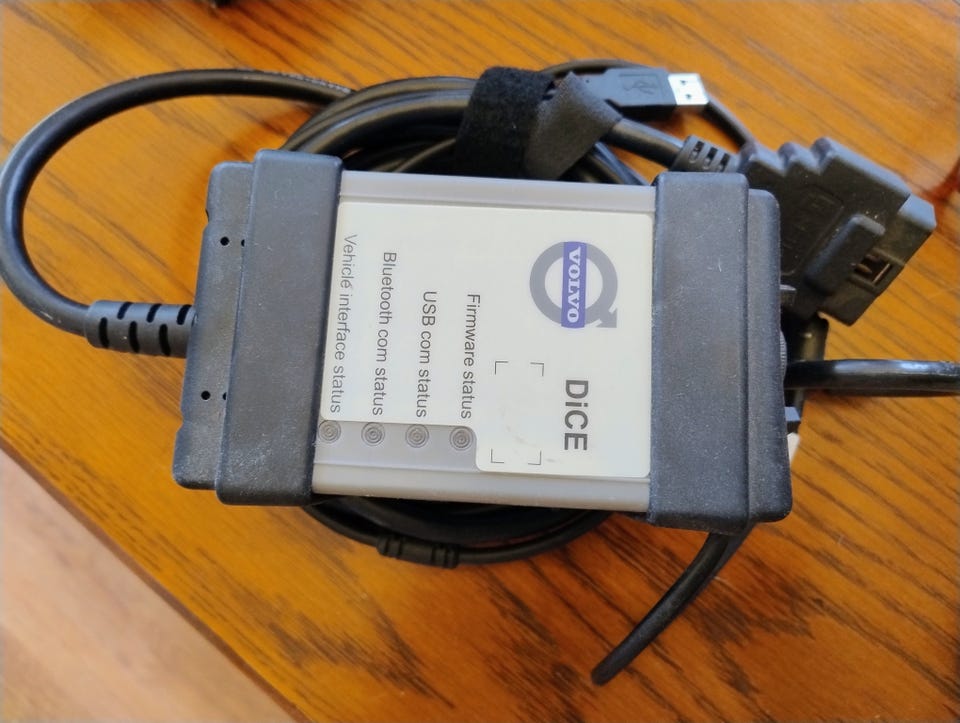 VOLVO
DiCE
Firmware status
USB com status
Bluetooth com status
Vehicle interface status